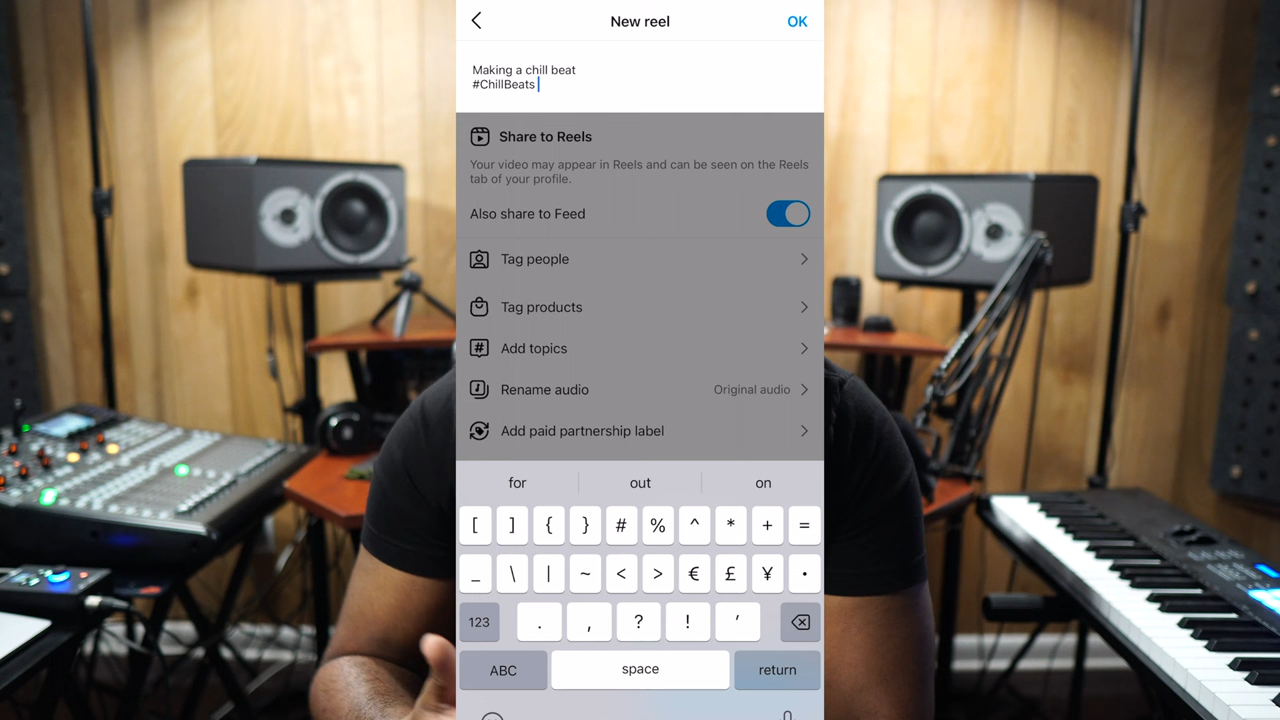 New reel
OK
Making a chill beat
#ChillBeats
Share to Reels
Your video may appear in Reels and can be seen on the Reels
tab of your profile.
Also share to Feed
Tag people
Tag products
Add topics
Rename audio
Original audio
Add paid partnership label
for out on
[ ] { } # % ^ * + =
_ \ | ~ < > € £ ¥ •
123 . , ? ! ’
ABC space return